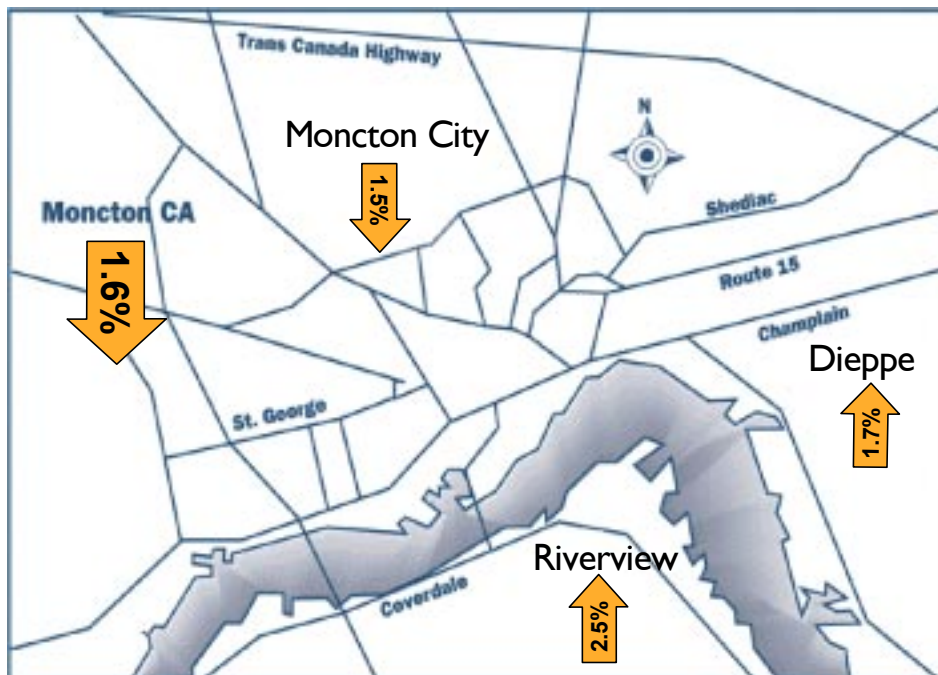 Trans Canada Highway
N
Moncton City
1.5%
Moncton CA
1.6%
Shediac
Route 15
Champlain
Dieppe
1.7%
St. George
Riverview
2.5%
Coverdale